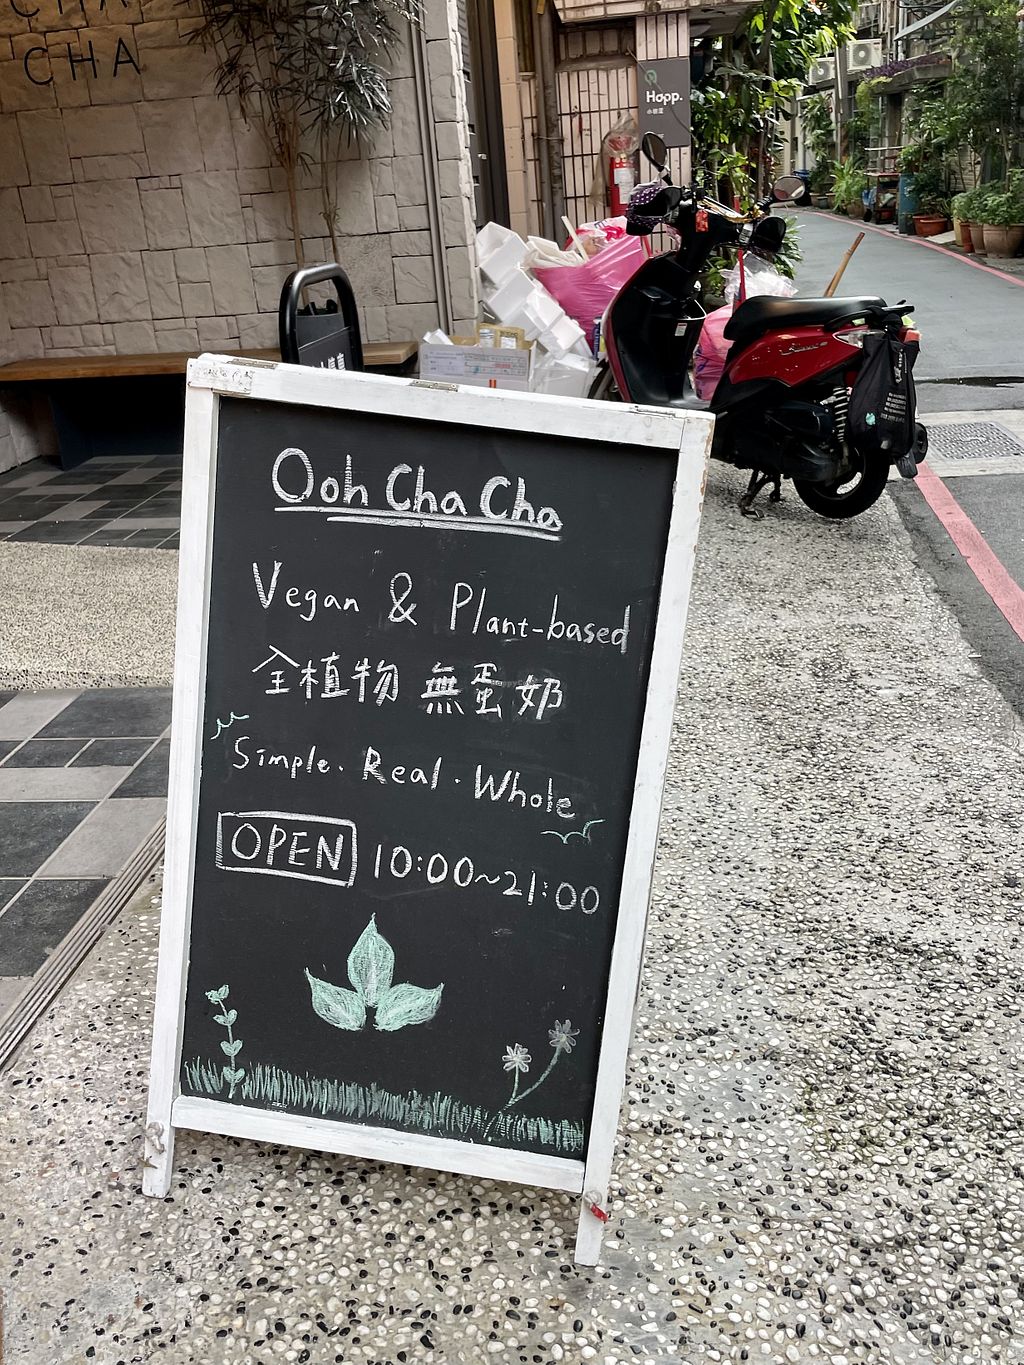 CHA
CHA
Hopp.
Ooh Cha Cha
Vegan & Plant-based
全植物 無蛋奶
Simple. Real. Whole
OPEN 10:00~21:00